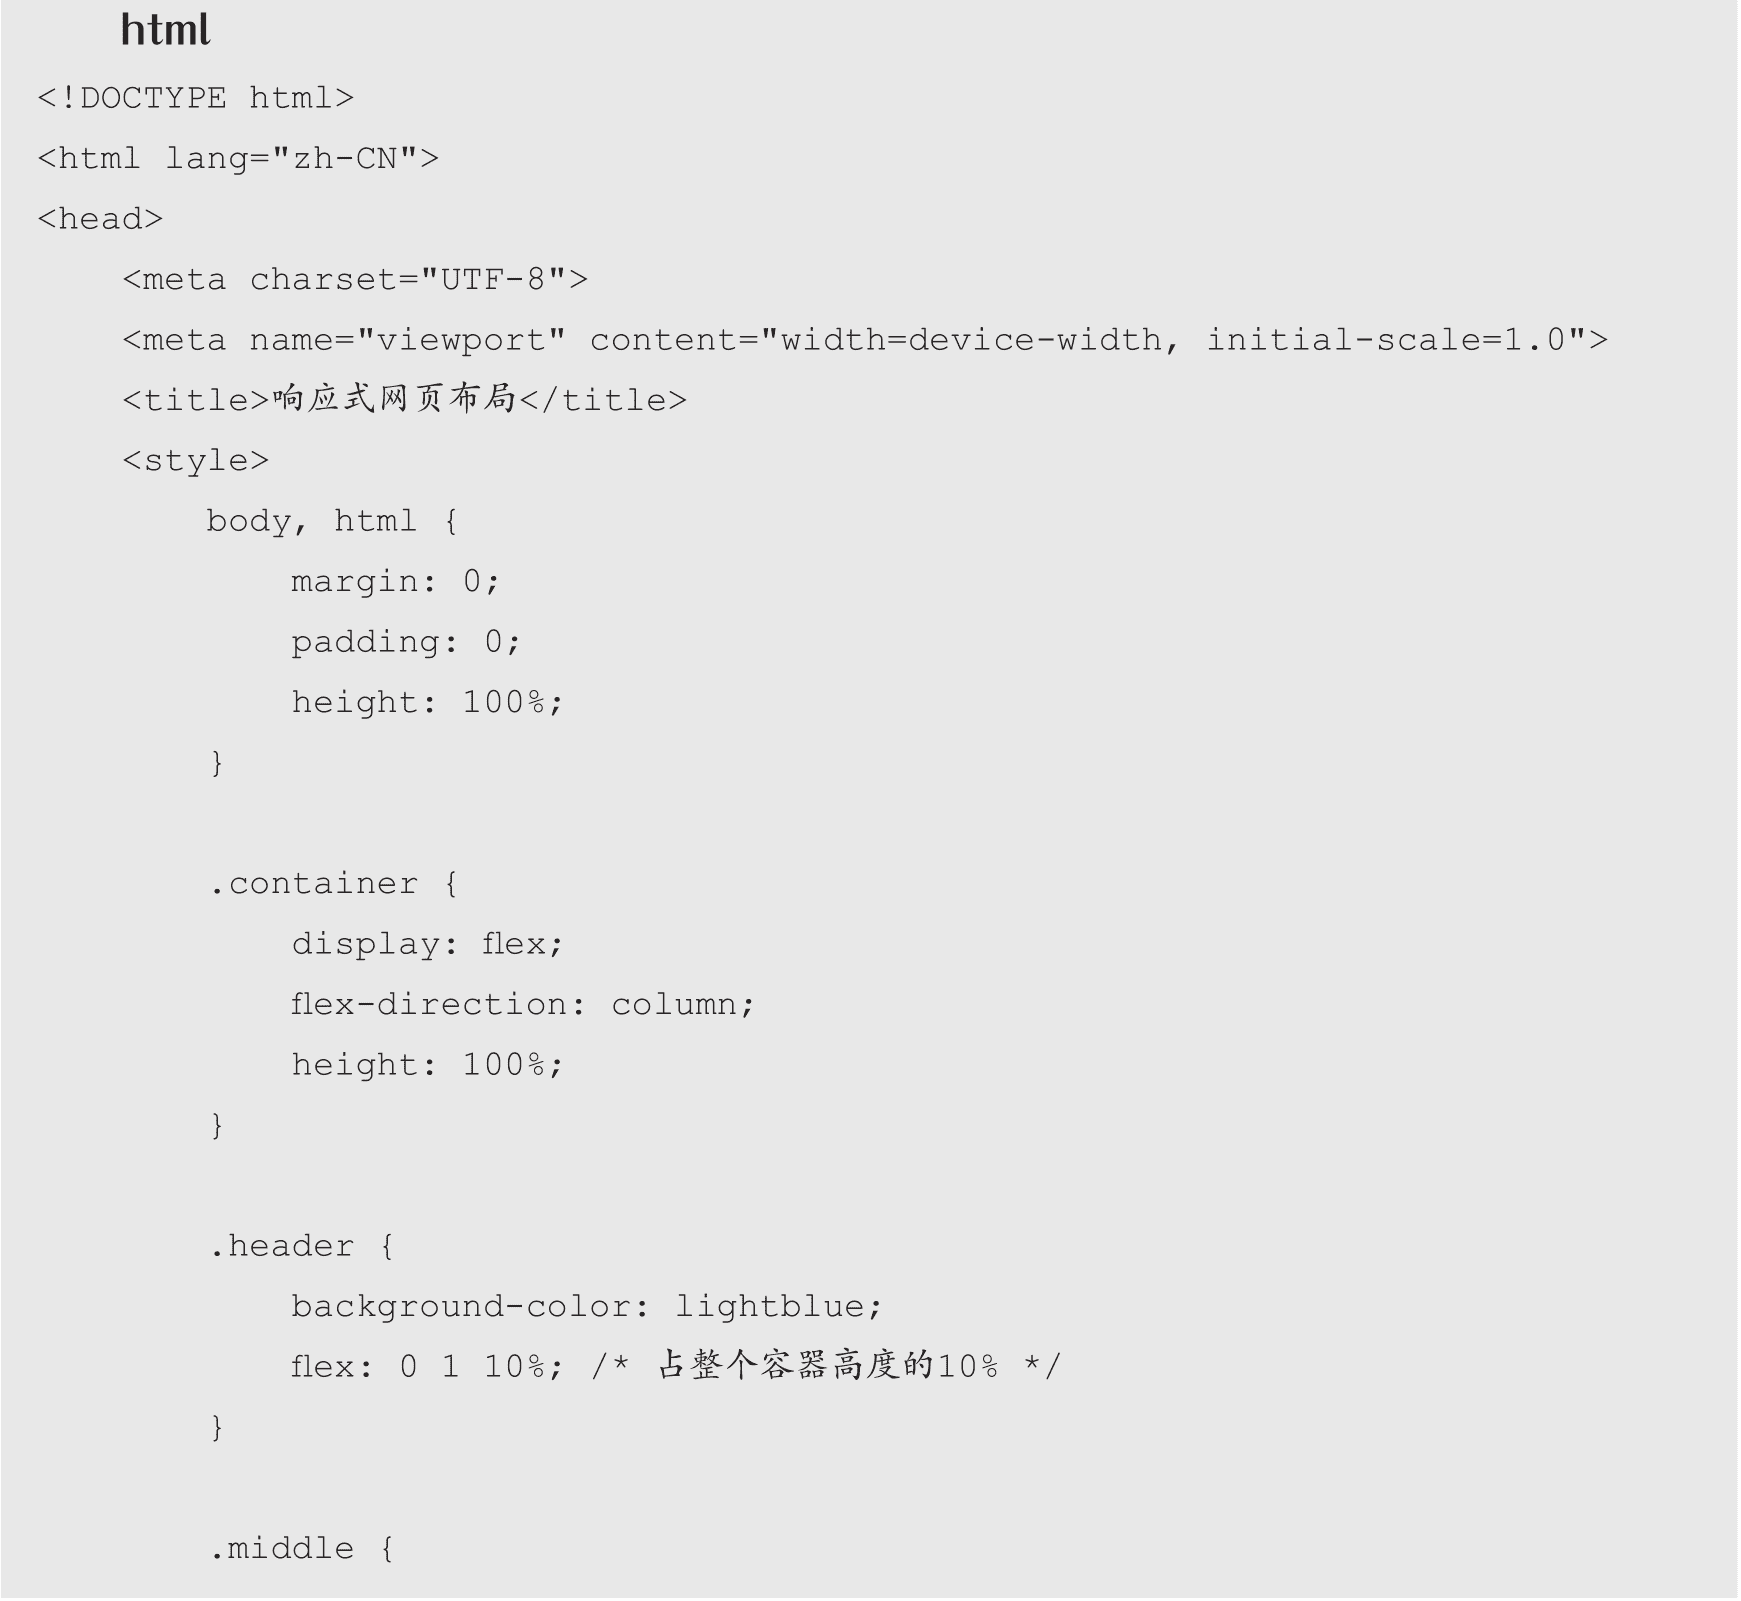 html
<!DOCTYPE html>
<html lang="zh-CN">
<head>
    <meta charset="UTF-8">
    <meta name="viewport" content="width=device-width, initial-scale=1.0">
    <title>响应式网页布局</title>
    <style>
        body, html {
            margin: 0;
            padding: 0;
            height: 100%;
        }

        .container {
            display: flex;
            flex-direction: column;
            height: 100%;
        }

        .header {
            background-color: lightblue;
            flex: 0 1 10%; /* 占整个容器高度的10% */
        }

        .middle {